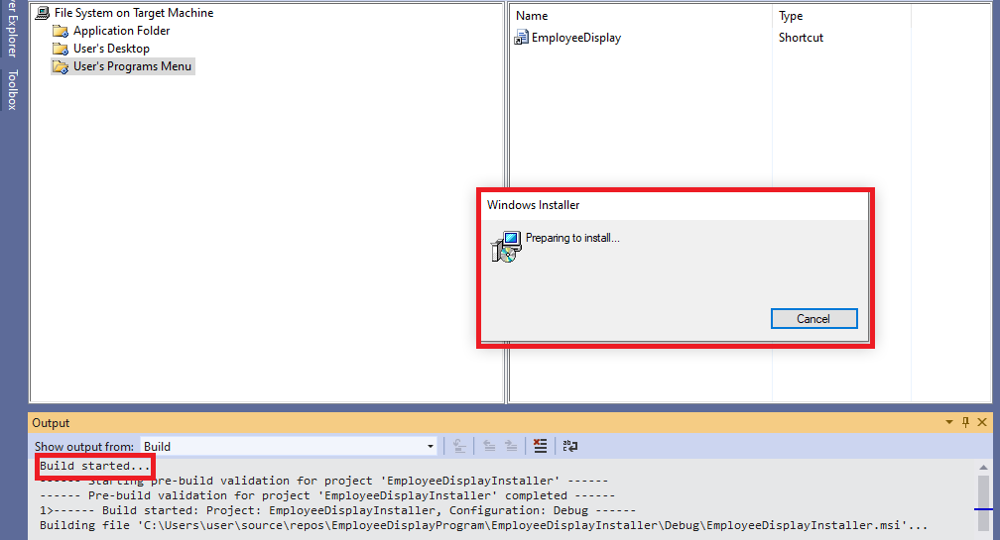 ver Explorer
Toolbox
File System on Target Machine
Application Folder
User's Desktop
User's Programs Menu
Name Type
EmployeeDisplay Shortcut
Windows Installer
Preparing to install...
Cancel
Output
Show output from: Build
Build started...
------ Starting pre-build validation for project 'EmployeeDisplayInstaller' ------
------ Pre-build validation for project 'EmployeeDisplayInstaller' completed ------
1>------ Build started: Project: EmployeeDisplayInstaller, Configuration: Debug ------
Building file 'C:\Users\user\source\repos\EmployeeDisplayProgram\EmployeeDisplayInstaller\Debug\EmployeeDisplayInstaller.msi'...